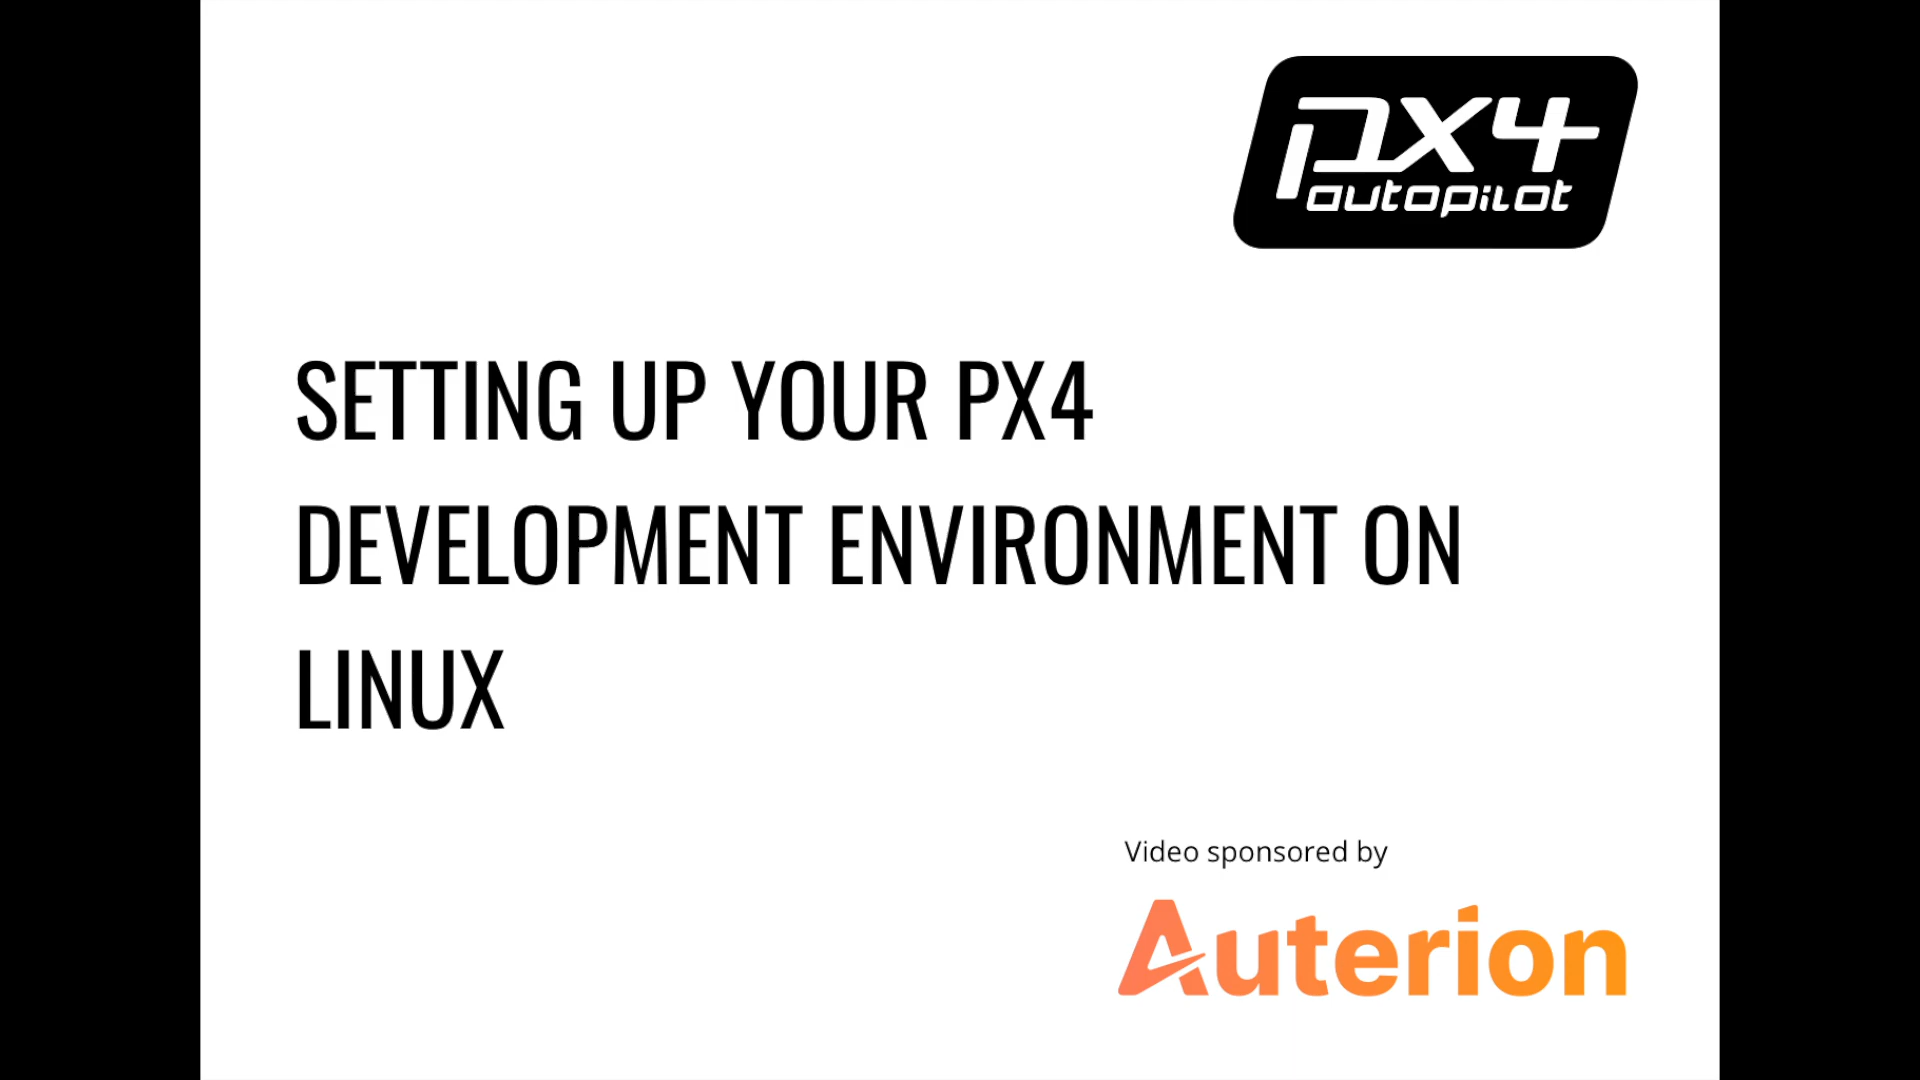 PX4
autopilot
SETTING UP YOUR PX4
DEVELOPMENT ENVIRONMENT ON
LINUX
Video sponsored by
Auterion